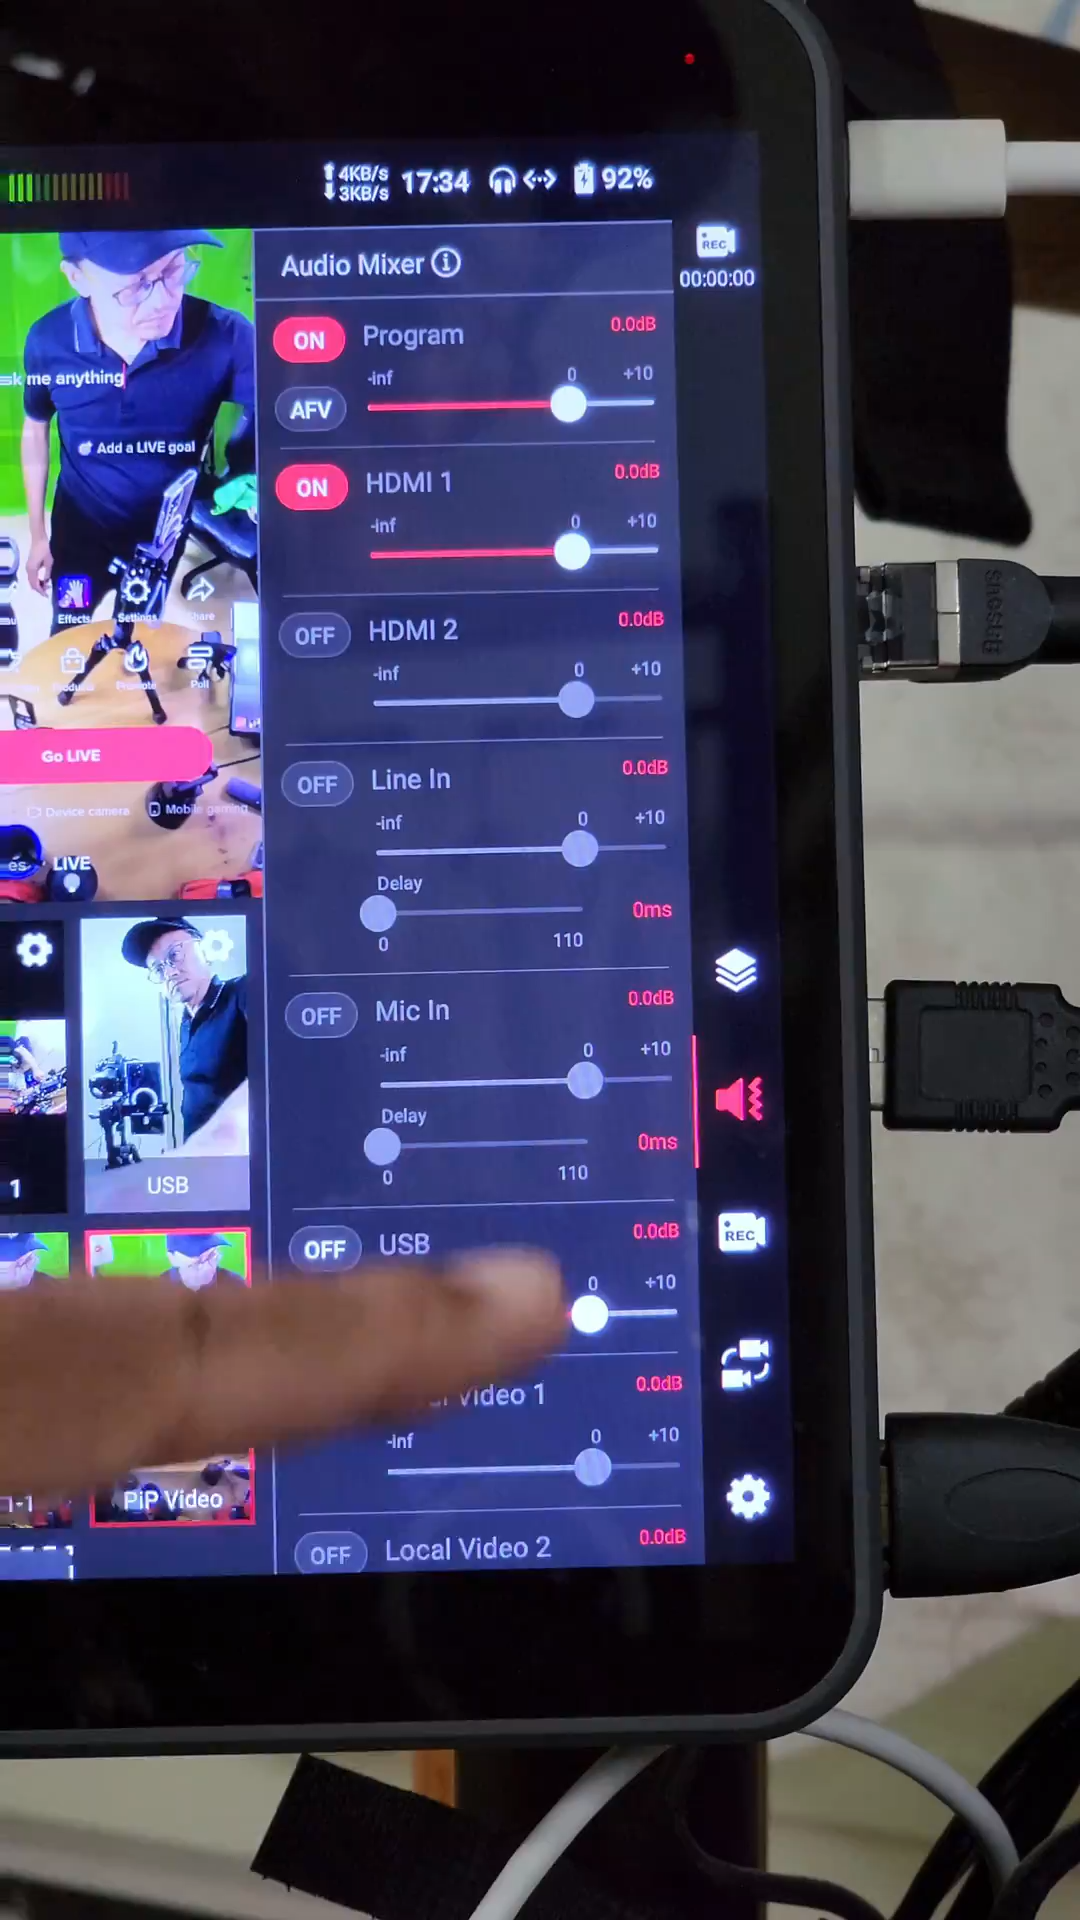 4KB/s
3KB/s
17:34
92%
REC
00:00:00
Audio Mixer
ON
Program
0.0dB
-inf
0
+10
AFV
ON
HDMI 1
0.0dB
-inf
0
+10
OFF
HDMI 2
0.0dB
-inf
0
+10
OFF
Line In
0.0dB
-inf
0
+10
Delay
0ms
0
110
OFF
Mic In
0.0dB
-inf
0
+10
Delay
0ms
0
110
OFF
USB
0.0dB
0
+10
Video 1
0.0dB
-inf
0
+10
OFF
Local Video 2
0.0dB
REC
me anything
Add a LIVE goal
Effects
Settings
Share
Promote
Poll
Go LIVE
Device camera
Mobile gaming
LIVE
1
USB
PiP Video